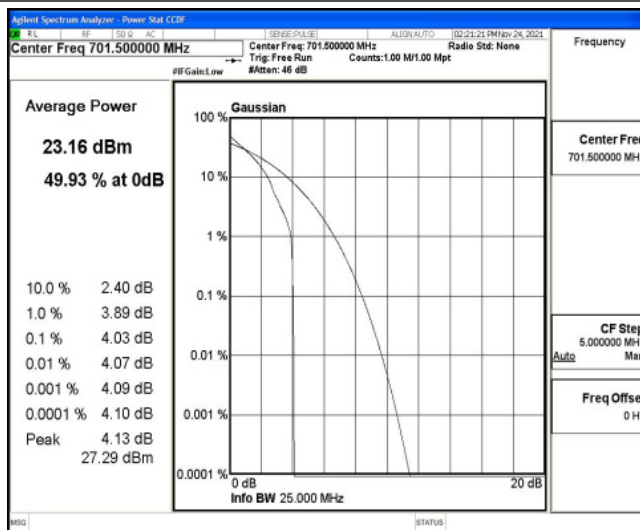 Agilent Spectrum Analyzer - Power Stat CCDF
RL RF 50 Ω AC SENSE:PULSE ALIGN AUTO 02:21:21 PM Nov 24, 2021
Center Freq 701.500000 MHz
Center Freq: 701.500000 MHz Radio Std: None
Trig: Free Run Counts:1.00 M/1.00 Mpt
#IFGain:Low #Atten: 46 dB
Frequency
Average Power
23.16 dBm
49.93 % at 0dB
10.0 % 2.40 dB
1.0 % 3.89 dB
0.1 % 4.03 dB
0.01 % 4.07 dB
0.001 % 4.09 dB
0.0001 % 4.10 dB
Peak 4.13 dB
27.29 dBm
Gaussian
100 %
10 %
1 %
0.1 %
0.01 %
0.001 %
0.0001 %
0 dB 20 dB
Info BW 25.000 MHz
Center Freq
701.500000 MH
CF Step
5.000000 MH
Auto Ma
Freq Offse
0 H
MSG STATUS